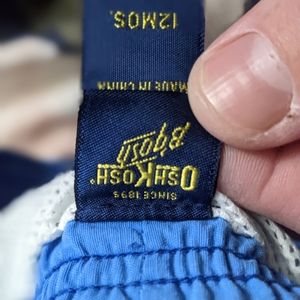 12MOS.
MADE IN CHINA
OSHKOSH
B'gosh
SINCE 1895